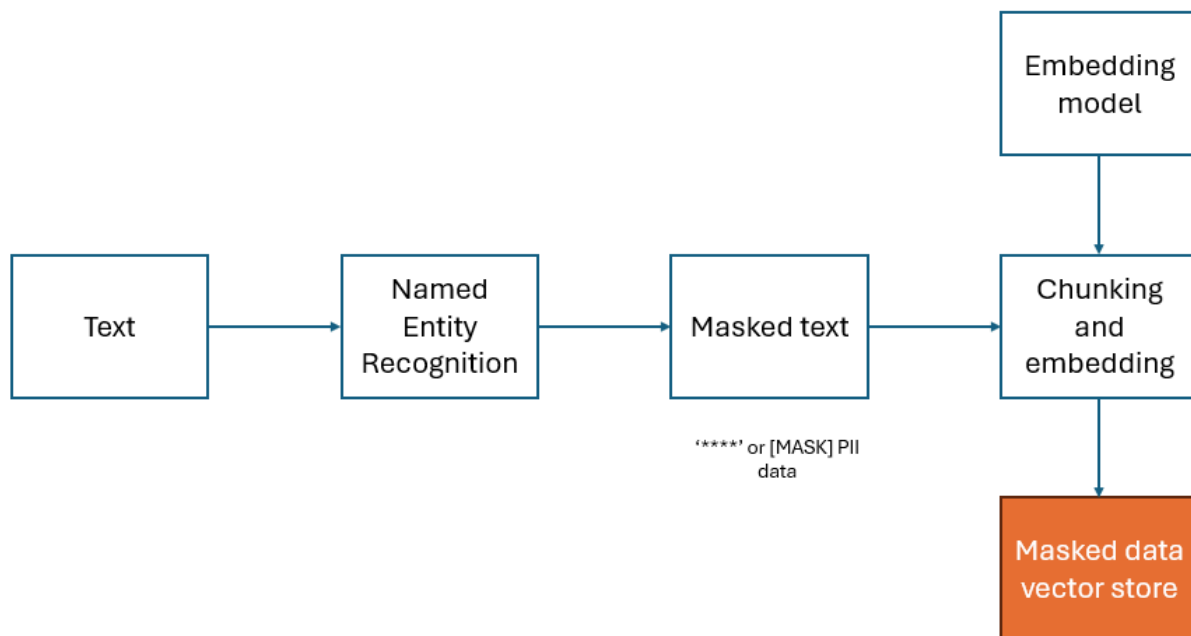 Embedding
model
Text
Named
Entity
Recognition
Masked text
Chunking
and
embedding
‘****’ or [MASK] PII
data
Masked data
vector store